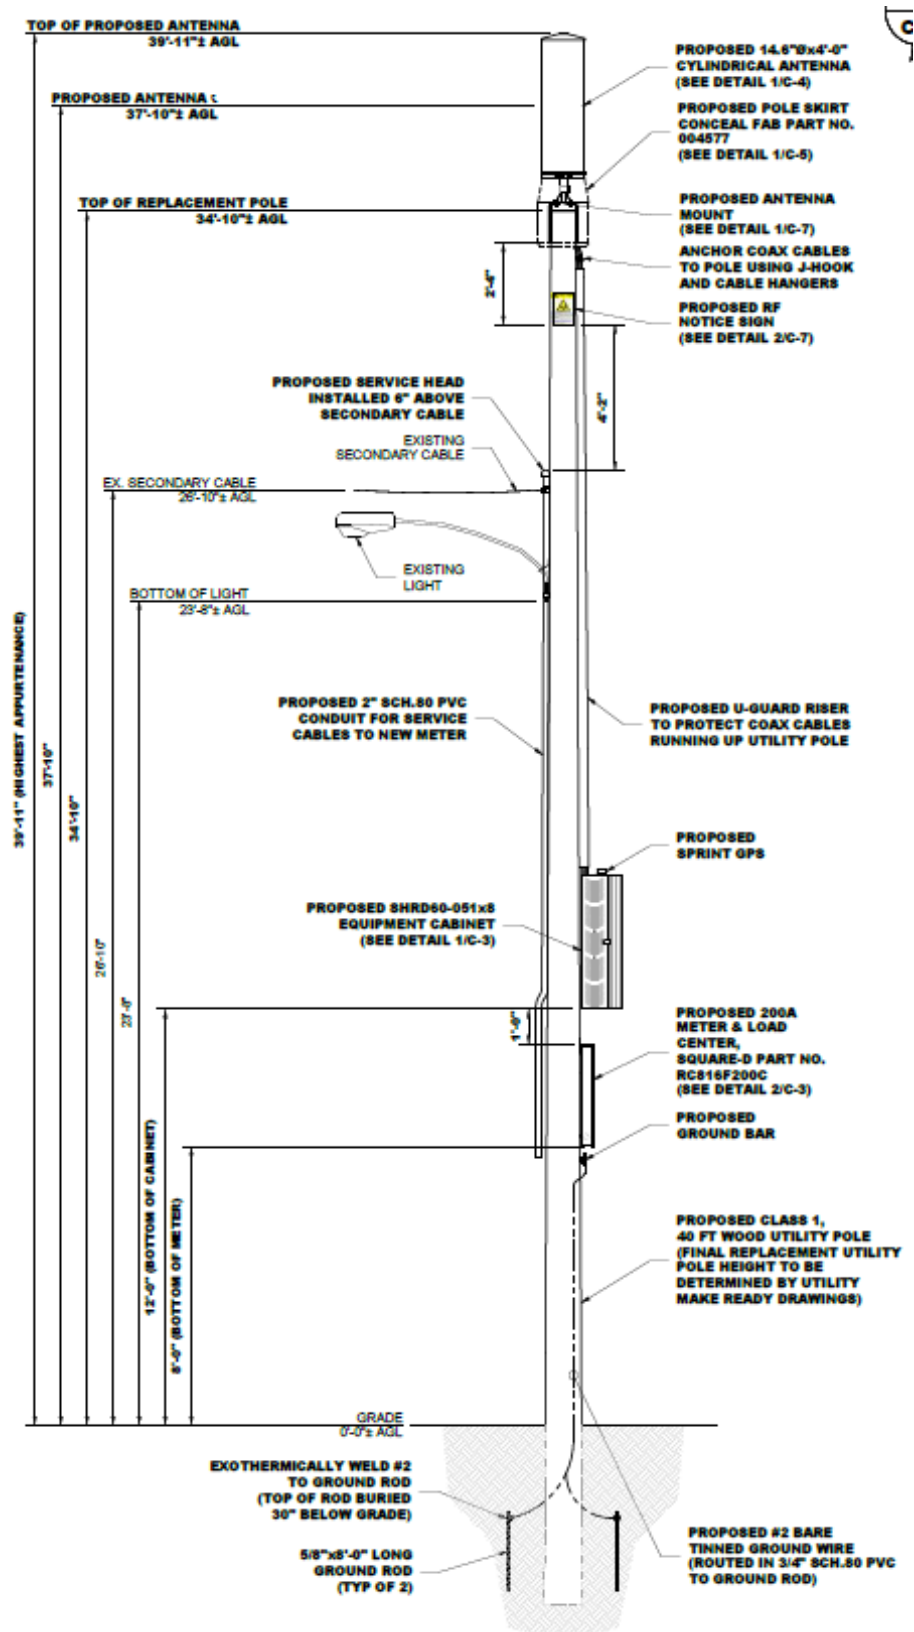 C
TOP OF PROPOSED ANTENNA
39'-11"± AGL
PROPOSED 14.6"Øx4'-0"
CYLINDRICAL ANTENNA
(SEE DETAIL 1/C-4)
PROPOSED ANTENNA ℄
37'-10"± AGL
PROPOSED POLE SKIRT
CONCEAL FAB PART NO.
004577
(SEE DETAIL 1/C-5)
TOP OF REPLACEMENT POLE
34'-10"± AGL
PROPOSED ANTENNA
MOUNT
(SEE DETAIL 1/C-7)
ANCHOR COAX CABLES
TO POLE USING J-HOOK
AND CABLE HANGERS
PROPOSED RF
NOTICE SIGN
(SEE DETAIL 2/C-7)
4'-2"
PROPOSED SERVICE HEAD
INSTALLED 6" ABOVE
SECONDARY CABLE
EXISTING
SECONDARY CABLE
EX. SECONDARY CABLE
26'-10"± AGL
EXISTING
LIGHT
BOTTOM OF LIGHT
23'-8"± AGL
39'-11" (HIGHEST APPURTENANCE)
37'-10"
34'-10"
26'-10"
23'-8"
12'-0" (BOTTOM OF CABINET)
8'-0" (BOTTOM OF METER)
PROPOSED 2" SCH.80 PVC
CONDUIT FOR SERVICE
CABLES TO NEW METER
PROPOSED U-GUARD RISER
TO PROTECT COAX CABLES
RUNNING UP UTILITY POLE
PROPOSED
SPRINT GPS
PROPOSED SHRD60-051x8
EQUIPMENT CABINET
(SEE DETAIL 1/C-3)
1'-0"
PROPOSED 200A
METER & LOAD
CENTER,
SQUARE-D PART NO.
RC816F200C
(SEE DETAIL 2/C-3)
PROPOSED
GROUND BAR
PROPOSED CLASS 1,
40 FT WOOD UTILITY POLE
(FINAL REPLACEMENT UTILITY
POLE HEIGHT TO BE
DETERMINED BY UTILITY
MAKE READY DRAWINGS)
GRADE
0'-0"± AGL
EXOTHERMICALLY WELD #2
TO GROUND ROD
(TOP OF ROD BURIED
30" BELOW GRADE)
5/8"x8'-0" LONG
GROUND ROD
(TYP OF 2)
PROPOSED #2 BARE
TINNED GROUND WIRE
(ROUTED IN 3/4" SCH.80 PVC
TO GROUND ROD)